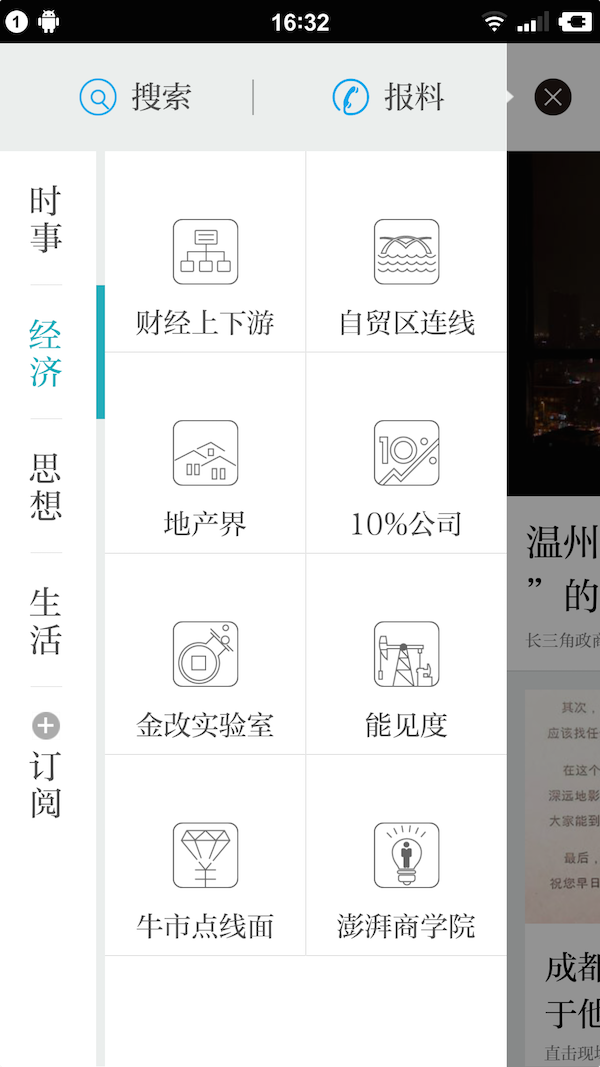 1
16:32
搜索
报料
时事
经济
思想
生活
订阅
财经上下游
自贸区连线
地产界
10%
10%公司
金改实验室
能见度
牛市点线面
澎湃商学院
温州
”的
长三角政商
其次，
应该找任
在这个
深远地影
大家能到
最后，
祝您早日
成都
于他
直击现场